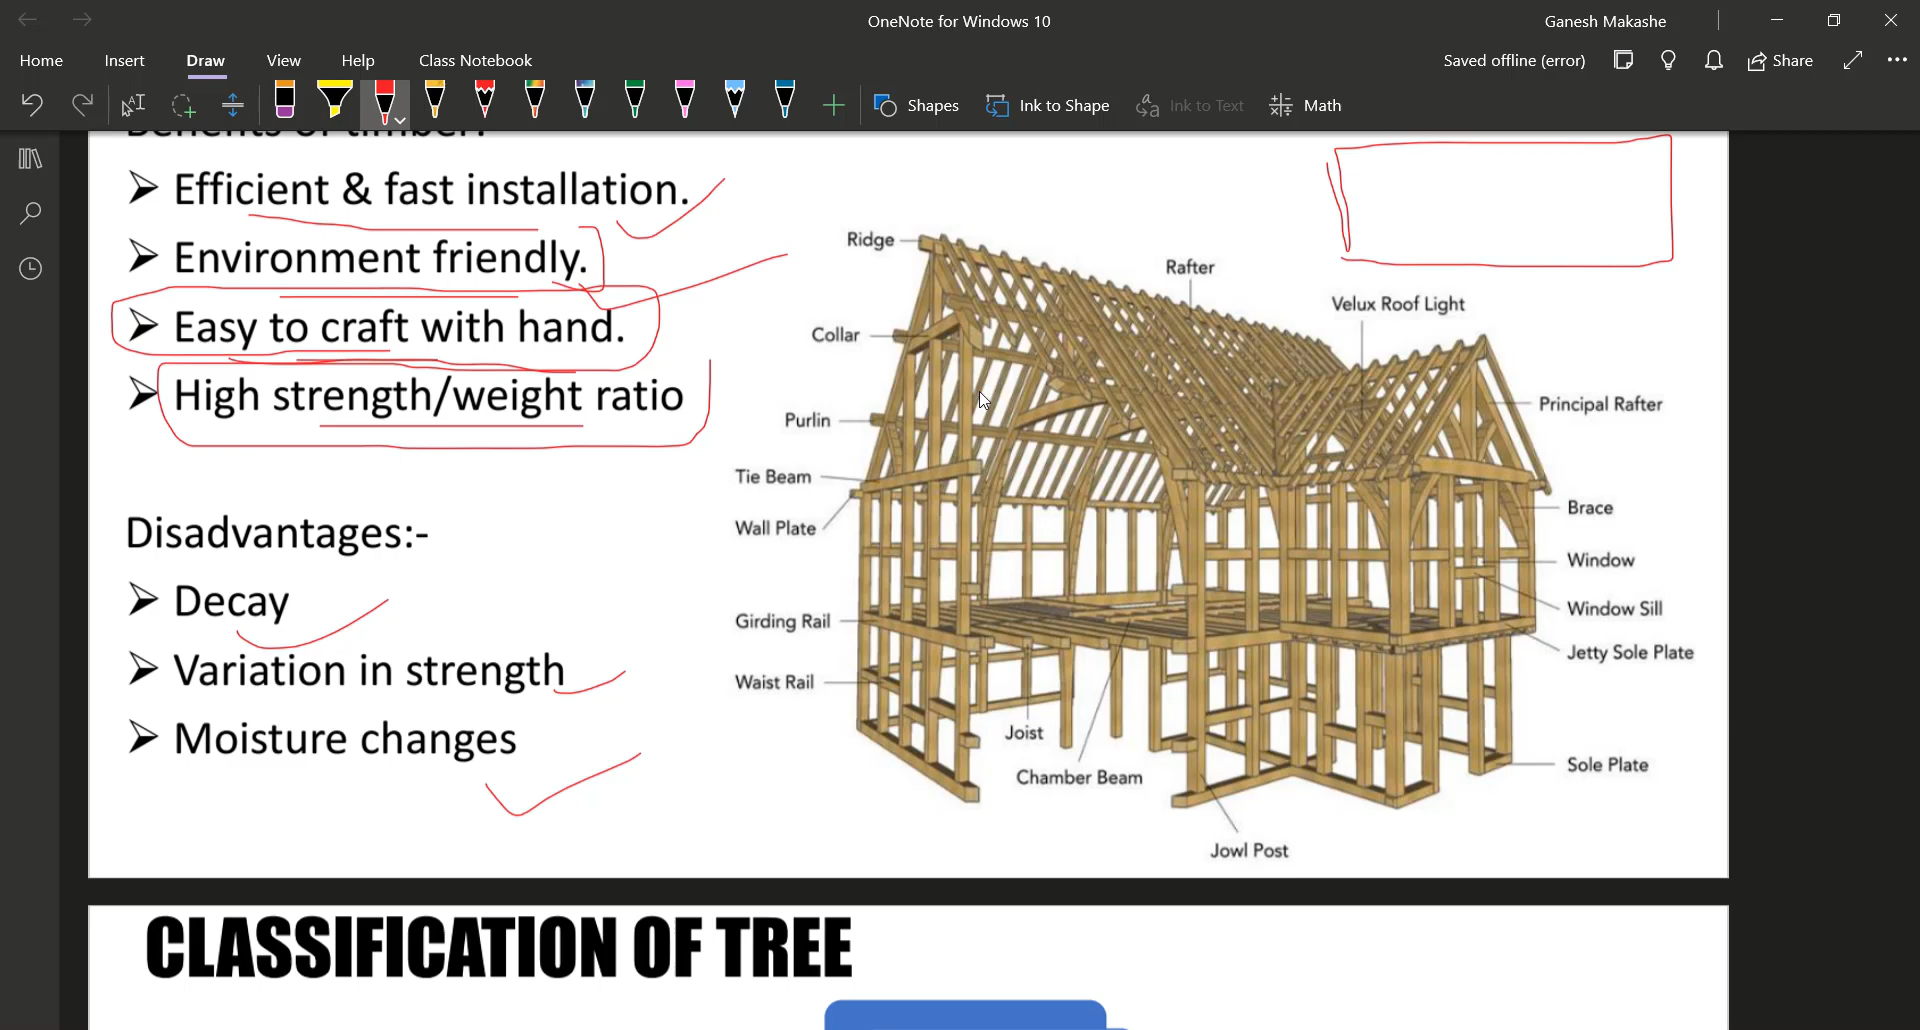 OneNote for Windows 10
Ganesh Makashe
Home Insert Draw View Help Class Notebook
Saved offline (error) Share
Shapes Ink to Shape Ink to Text Math
Benefits of timber:
Efficient & fast installation.
Environment friendly.
Easy to craft with hand.
High strength/weight ratio
Disadvantages:-
Decay
Variation in strength
Moisture changes
Ridge
Rafter
Velux Roof Light
Collar
Principal Rafter
Purlin
Tie Beam
Brace
Wall Plate
Window
Window Sill
Girding Rail
Jetty Sole Plate
Waist Rail
Joist
Sole Plate
Chamber Beam
Jowl Post
CLASSIFICATION OF TREE